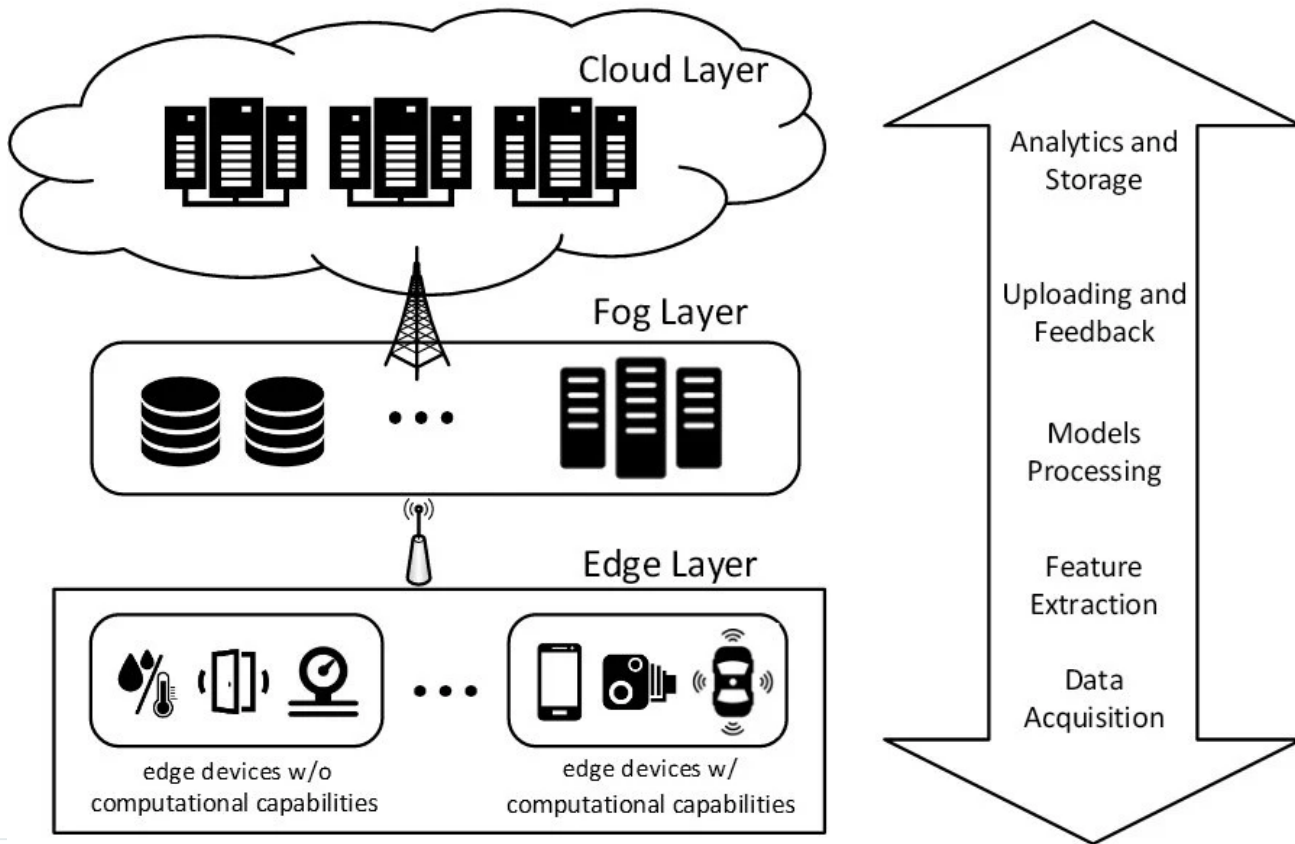 Cloud Layer
Analytics and
Storage
Uploading and
Feedback
Fog Layer
Models
Processing
Edge Layer
Feature
Extraction
Data
Acquisition
edge devices w/o
computational capabilities
edge devices w/
computational capabilities